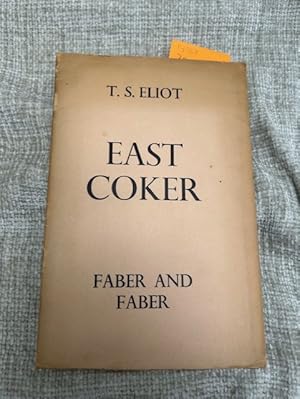 T. S. ELIOT
EAST
COKER
FABER AND
FABER